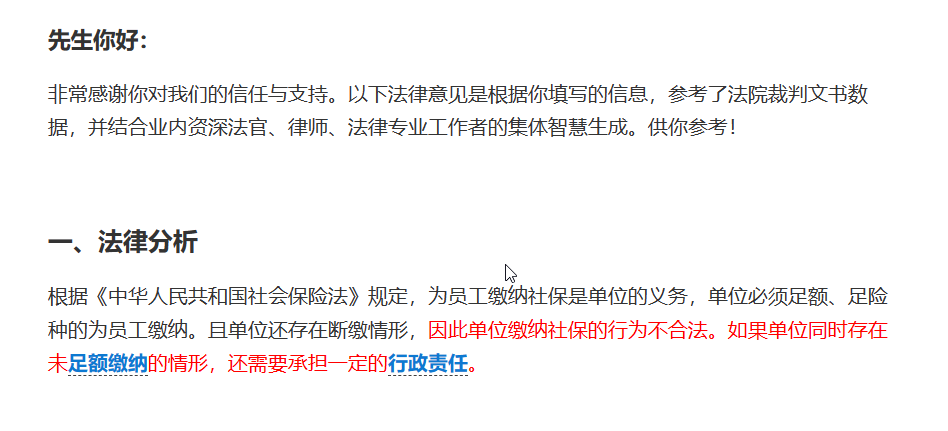 先生你好：
非常感谢你对我们的信任与支持。以下法律意见是根据你填写的信息，参考了法院裁判文书数
据，并结合业内资深法官、律师、法律专业工作者的集体智慧生成。供你参考！
一、法律分析
根据《中华人民共和国社会保险法》规定，为员工缴纳社保是单位的义务，单位必须足额、足险
种的为员工缴纳。且单位还存在断缴情形，因此单位缴纳社保的行为不合法。如果单位同时存在
未足额缴纳的情形，还需要承担一定的行政责任。